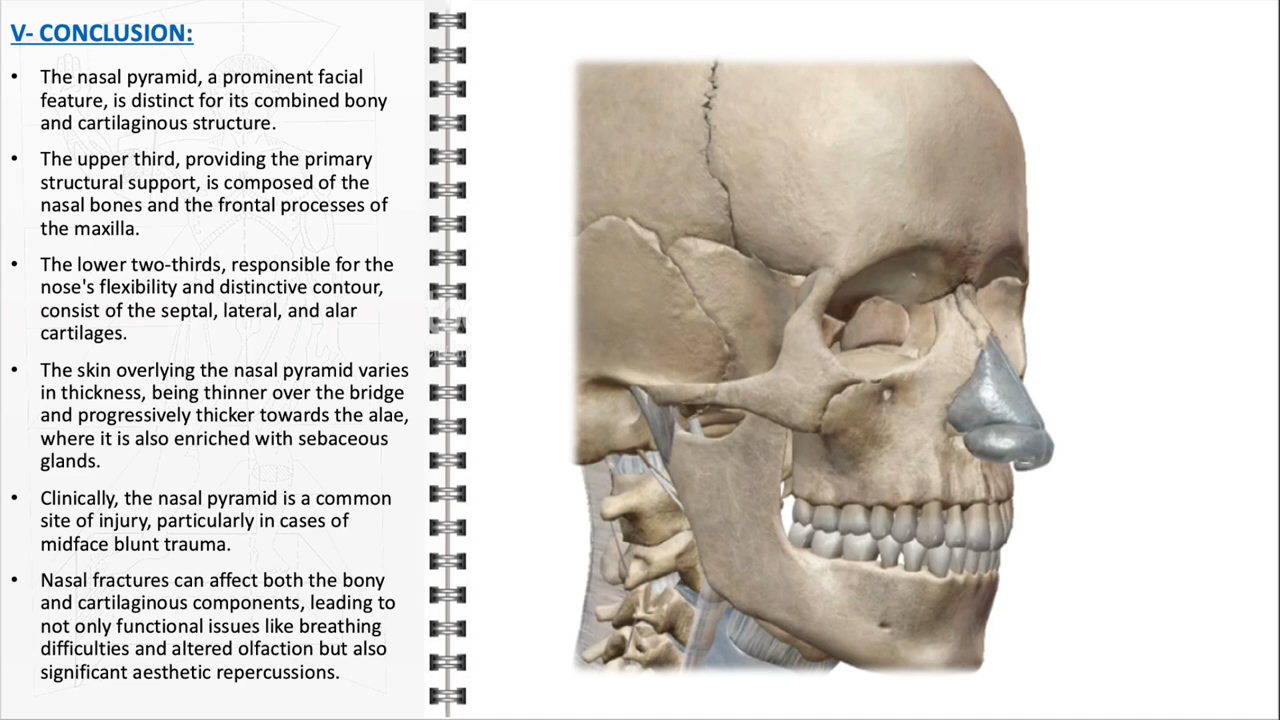 V- CONCLUSION:
• The nasal pyramid, a prominent facial
feature, is distinct for its combined bony
and cartilaginous structure.
• The upper third, providing the primary
structural support, is composed of the
nasal bones and the frontal processes of
the maxilla.
• The lower two-thirds, responsible for the
nose's flexibility and distinctive contour,
consist of the septal, lateral, and alar
cartilages.
• The skin overlying the nasal pyramid varies
in thickness, being thinner over the bridge
and progressively thicker towards the alae,
where it is also enriched with sebaceous
glands.
• Clinically, the nasal pyramid is a common
site of injury, particularly in cases of
midface blunt trauma.
• Nasal fractures can affect both the bony
and cartilaginous components, leading to
not only functional issues like breathing
difficulties and altered olfaction but also
significant aesthetic repercussions.